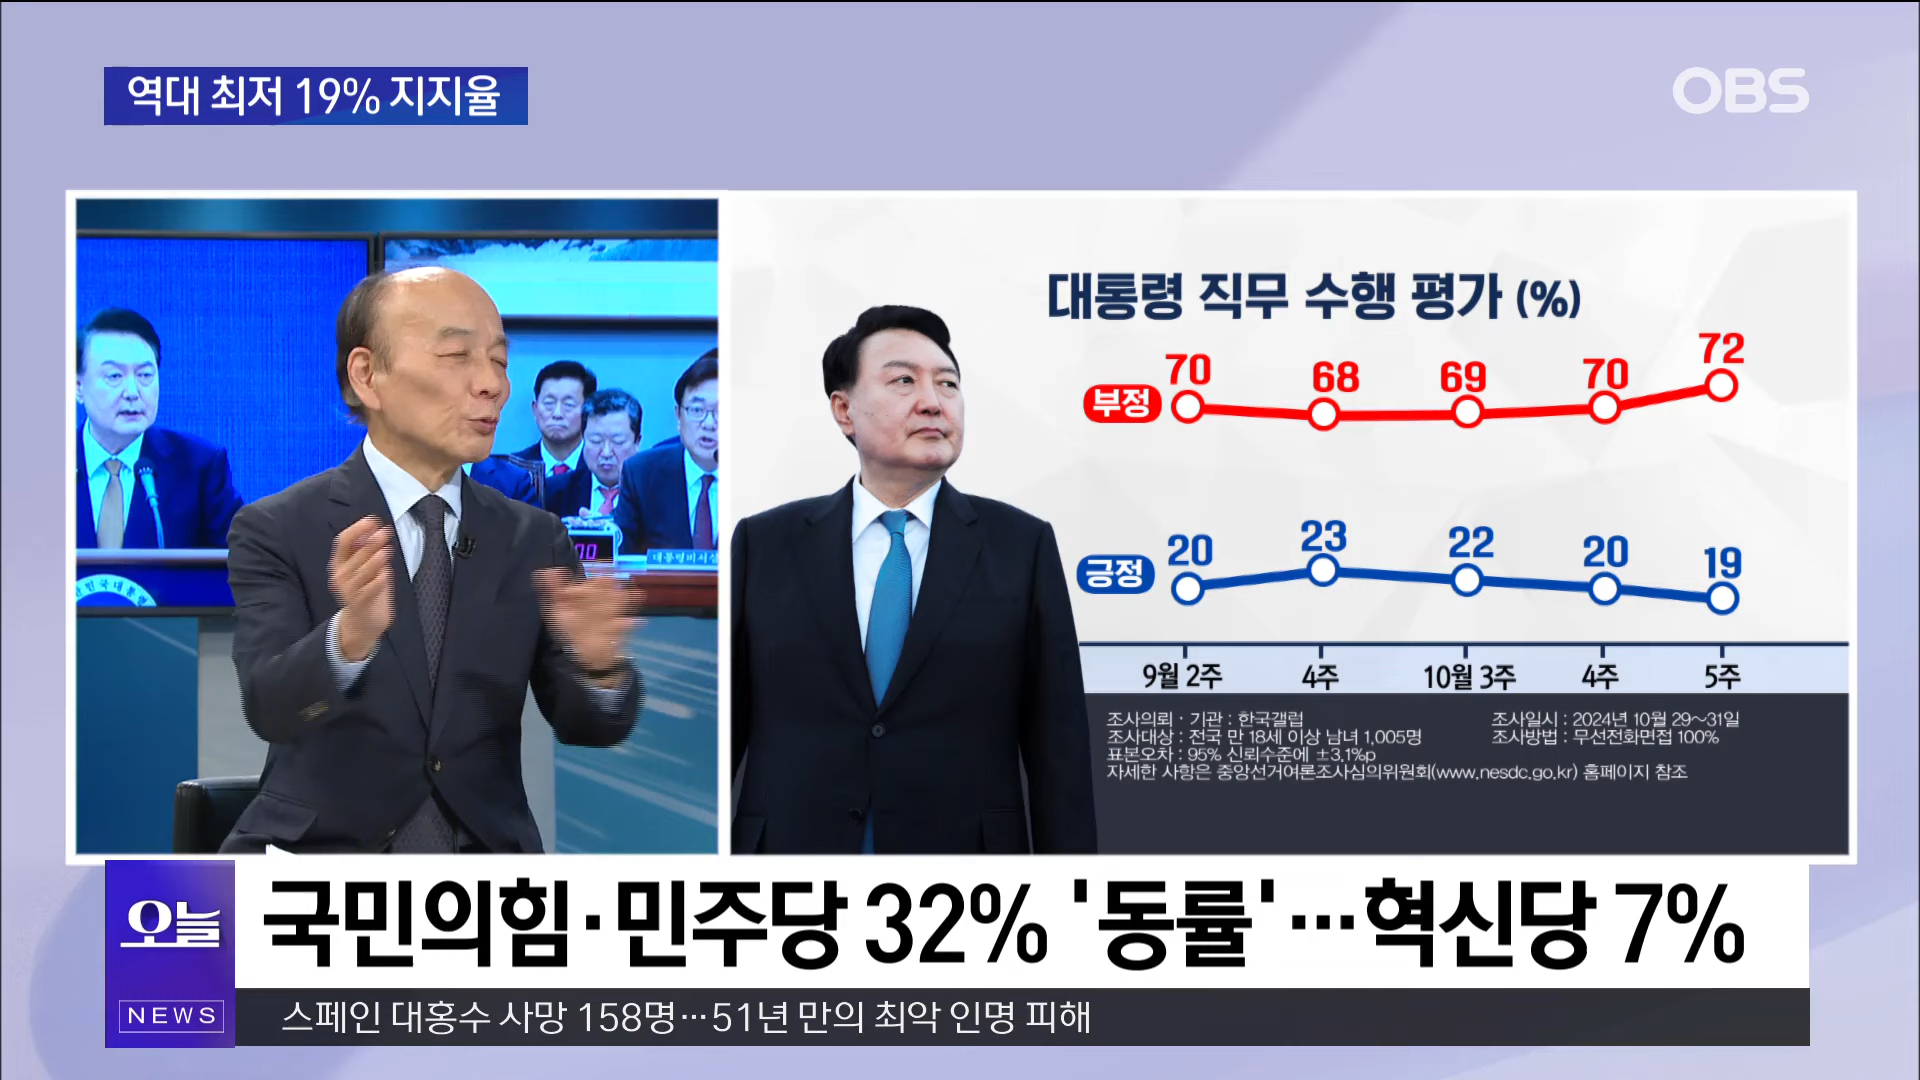 역대 최저 19% 지지율
OBS
대통령 직무 수행 평가 (%)
부정
70
68
69
70
72
긍정
20
23
22
20
19
9월 2주
4주
10월 3주
4주
5주
조사의뢰 · 기관 : 한국갤럽
조사일시 : 2024년 10월 29~31일
조사대상 : 전국 만 18세 이상 남녀 1,005명
조사방법 : 무선전화면접 100%
표본오차 : 95% 신뢰수준에 ±3.1%p
자세한 사항은 중앙선거여론조사심의위원회(www.nesdc.go.kr) 홈페이지 참조
오늘
NEWS
국민의힘·민주당 32% '동률'…혁신당 7%
스페인 대홍수 사망 158명…51년 만의 최악 인명 피해